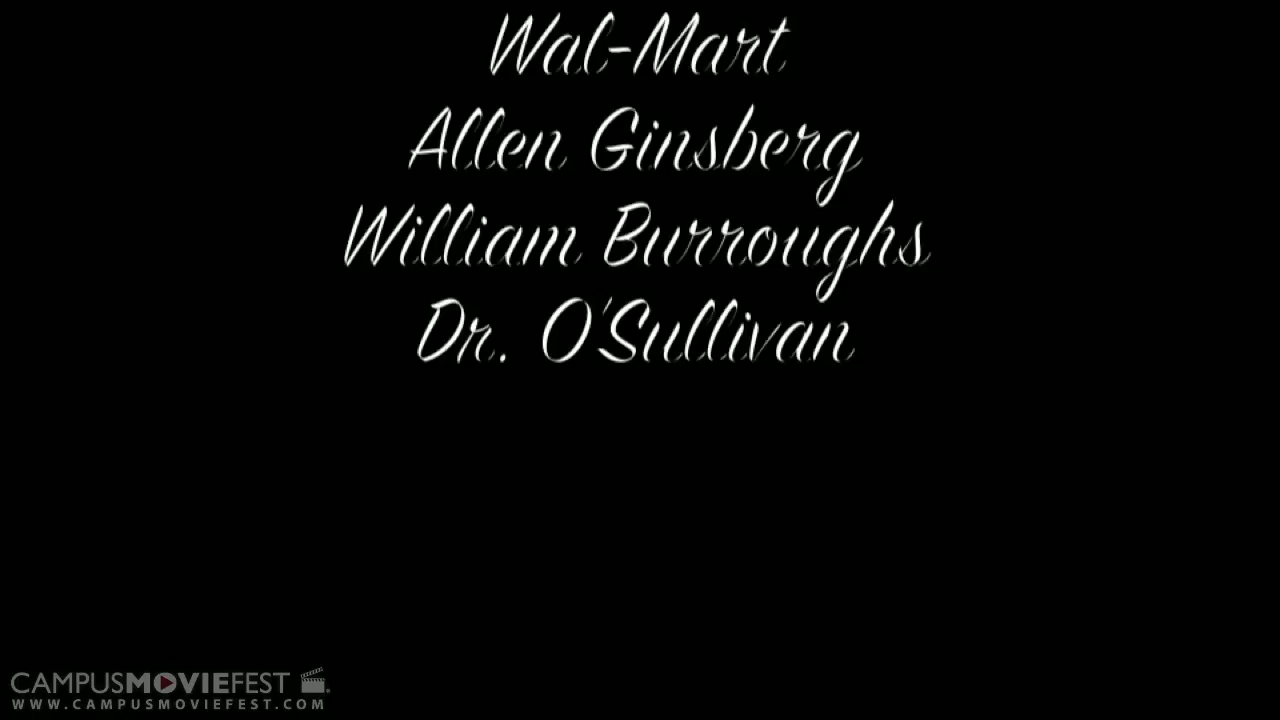 Wal-Mart
Allen Ginsberg
William Burroughs
Dr. O'Sullivan
CAMPUSMOVIEFEST
WWW.CAMPUSMOVIEFEST.COM